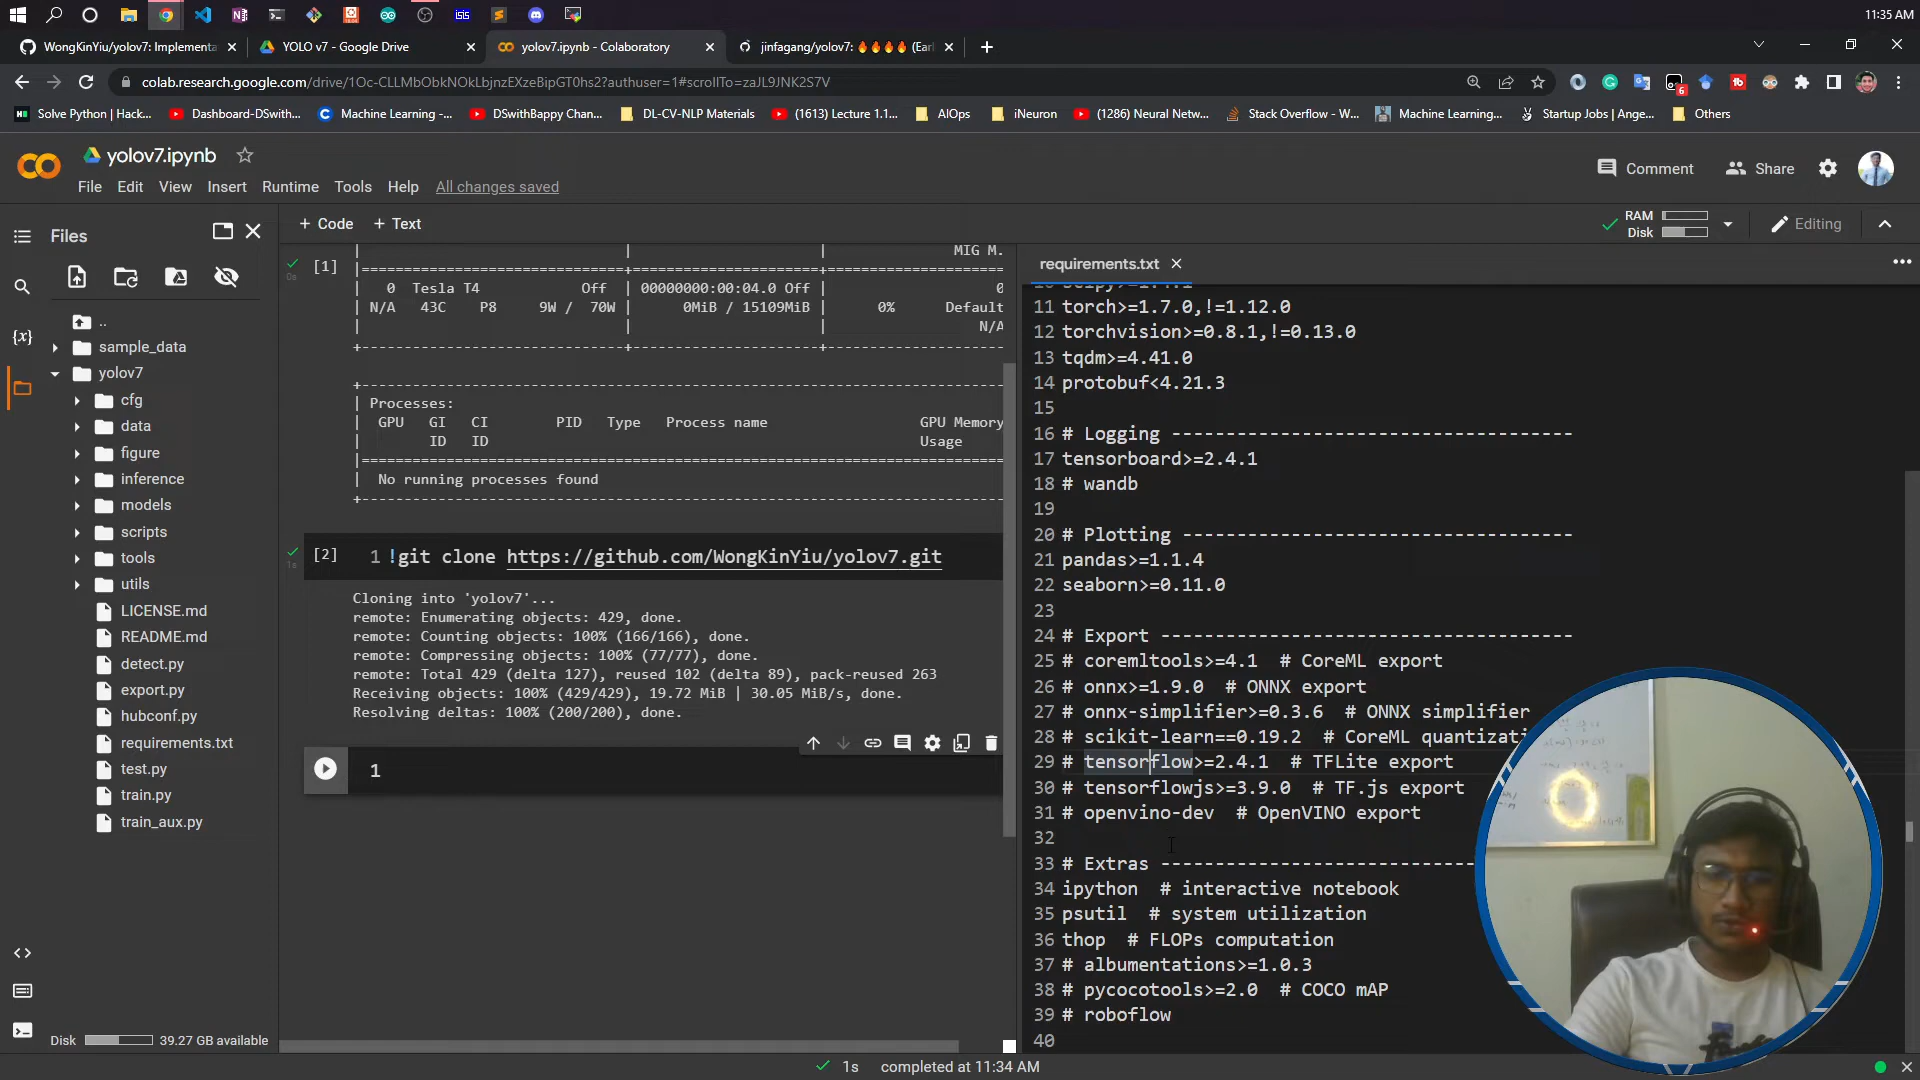 11:35 AM
WongKinYiu/yolov7: Implementa
YOLO v7 - Google Drive
yolov7.ipynb - Colaboratory
jinfagang/yolov7: 🔥🔥🔥🔥 (Earl
colab.research.google.com/drive/1Oc-CLLMbObkNOkLbjnzEXzeBipGT0hs2?authuser=1#scrollTo=zaJL9JNK2S7V
6
Solve Python | Hack...
Dashboard-DSwith...
Machine Learning -...
DSwithBappy Chan...
DL-CV-NLP Materials
(1613) Lecture 1.1...
AIOps
iNeuron
(1286) Neural Netw...
Stack Overflow - W...
Machine Learning...
Startup Jobs | Ange...
Others
yolov7.ipynb
File Edit View Insert Runtime Tools Help All changes saved
Comment
Share
+ Code + Text
RAM
Disk
Editing
Files
..
sample_data
yolov7
cfg
data
figure
inference
models
scripts
tools
utils
LICENSE.md
README.md
detect.py
export.py
hubconf.py
requirements.txt
test.py
train.py
train_aux.py
Disk 39.27 GB available
[1]
| | | MIG M.
|===============================+======================+======================
| 0 Tesla T4 Off | 00000000:00:04.0 Off | 0
| N/A 43C P8 9W / 70W | 0MiB / 15109MiB | 0% Default
| | | N/A
+-------------------------------+----------------------+----------------------
+-----------------------------------------------------------------------------
| Processes:
| GPU GI CI PID Type Process name GPU Memory
| ID ID Usage
|=============================================================================
| No running processes found
+-----------------------------------------------------------------------------
[2] 1 !git clone https://github.com/WongKinYiu/yolov7.git
1s
Cloning into 'yolov7'...
remote: Enumerating objects: 429, done.
remote: Counting objects: 100% (166/166), done.
remote: Compressing objects: 100% (77/77), done.
remote: Total 429 (delta 127), reused 102 (delta 89), pack-reused 263
Receiving objects: 100% (429/429), 19.72 MiB | 30.05 MiB/s, done.
Resolving deltas: 100% (200/200), done.
1
requirements.txt
11 torch>=1.7.0,!=1.12.0
12 torchvision>=0.8.1,!=0.13.0
13 tqdm>=4.41.0
14 protobuf<4.21.3
15
16 # Logging -------------------------------------
17 tensorboard>=2.4.1
18 # wandb
19
20 # Plotting ------------------------------------
21 pandas>=1.1.4
22 seaborn>=0.11.0
23
24 # Export --------------------------------------
25 # coremltools>=4.1 # CoreML export
26 # onnx>=1.9.0 # ONNX export
27 # onnx-simplifier>=0.3.6 # ONNX simplifier
28 # scikit-learn==0.19.2 # CoreML quantizati
29 # tensorflow>=2.4.1 # TFLite export
30 # tensorflowjs>=3.9.0 # TF.js export
31 # openvino-dev # OpenVINO export
32
33 # Extras -----------------------------
34 ipython # interactive notebook
35 psutil # system utilization
36 thop # FLOPs computation
37 # albumentations>=1.0.3
38 # pycocotools>=2.0 # COCO mAP
39 # roboflow
40
1s completed at 11:34 AM